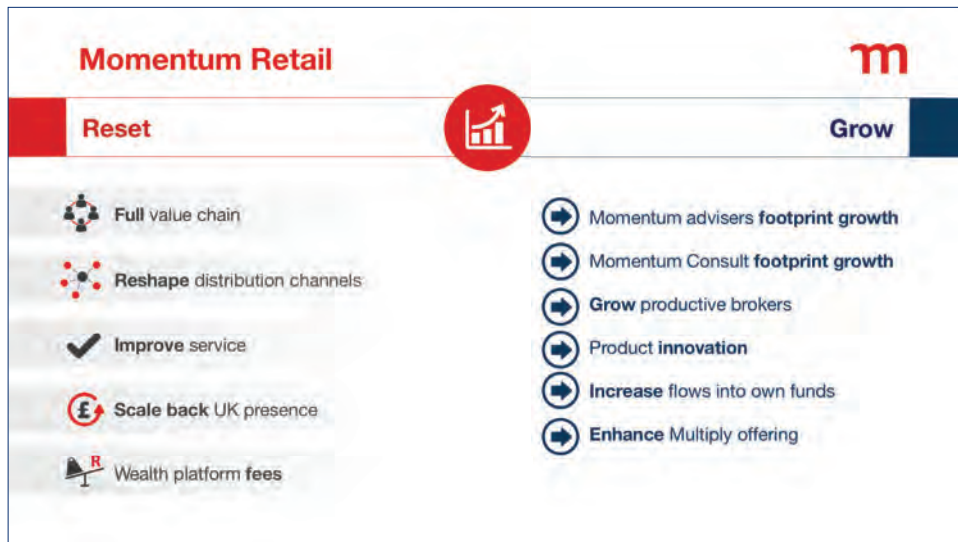 Momentum Retail
m
Reset
Grow
Full value chain
Reshape distribution channels
Improve service
£
Scale back UK presence
R
Wealth platform fees
Momentum advisers footprint growth
Momentum Consult footprint growth
Grow productive brokers
Product innovation
Increase flows into own funds
Enhance Multiply offering